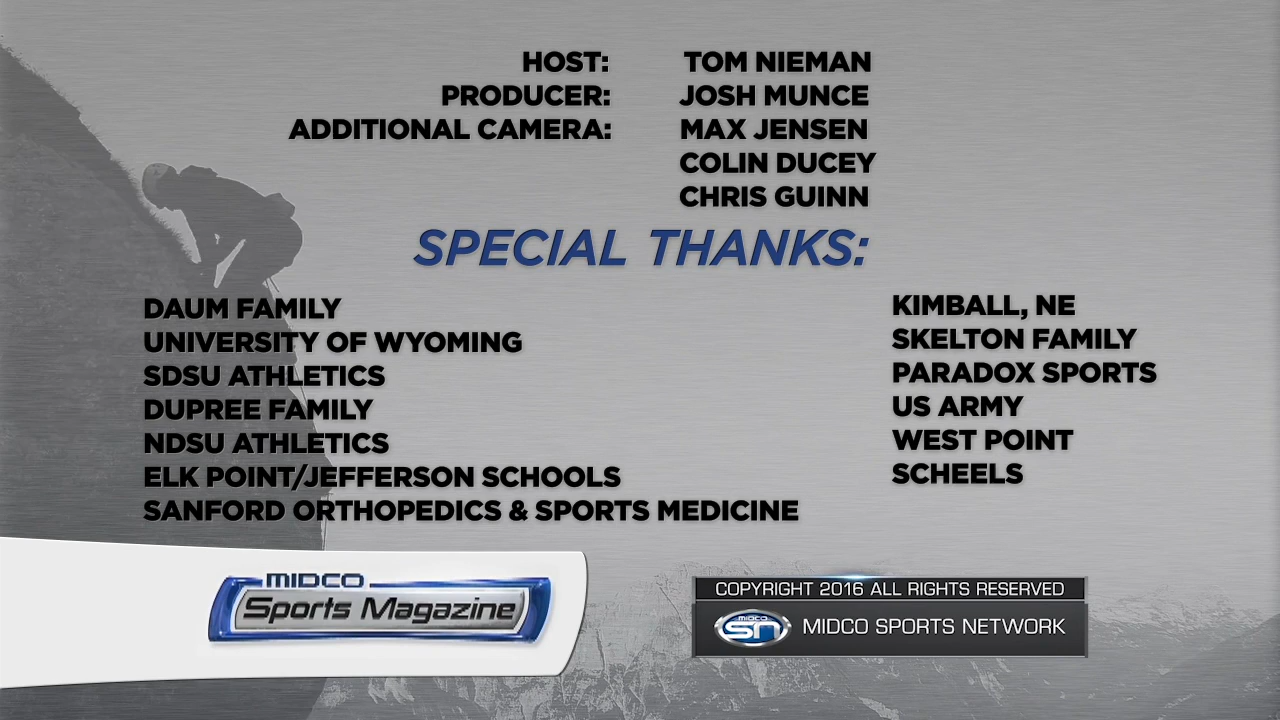 HOST: TOM NIEMAN
PRODUCER: JOSH MUNCE
ADDITIONAL CAMERA: MAX JENSEN
COLIN DUCEY
CHRIS GUINN
SPECIAL THANKS:
DAUM FAMILY
UNIVERSITY OF WYOMING
SDSU ATHLETICS
DUPREE FAMILY
NDSU ATHLETICS
ELK POINT/JEFFERSON SCHOOLS
SANFORD ORTHOPEDICS & SPORTS MEDICINE
KIMBALL, NE
SKELTON FAMILY
PARADOX SPORTS
US ARMY
WEST POINT
SCHEELS
MIDCO
Sports Magazine
COPYRIGHT 2016 ALL RIGHTS RESERVED
MIDCO
SN
MIDCO SPORTS NETWORK